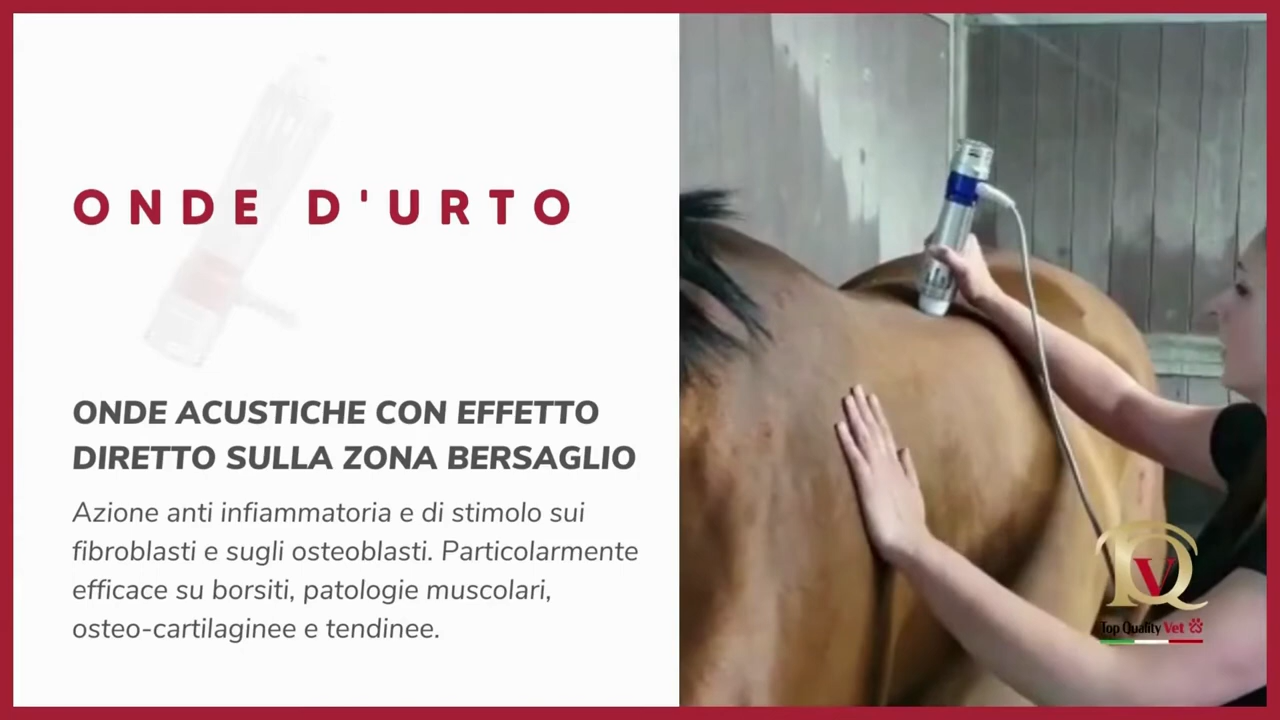 ONDE D'URTO
ONDE ACUSTICHE CON EFFETTO
DIRETTO SULLA ZONA BERSAGLIO
Azione anti infiammatoria e di stimolo sui
fibroblasti e sugli osteoblasti. Particolarmente
efficace su borsiti, patologie muscolari,
osteo-cartilaginee e tendinee.
TQV
Top Quality Vet